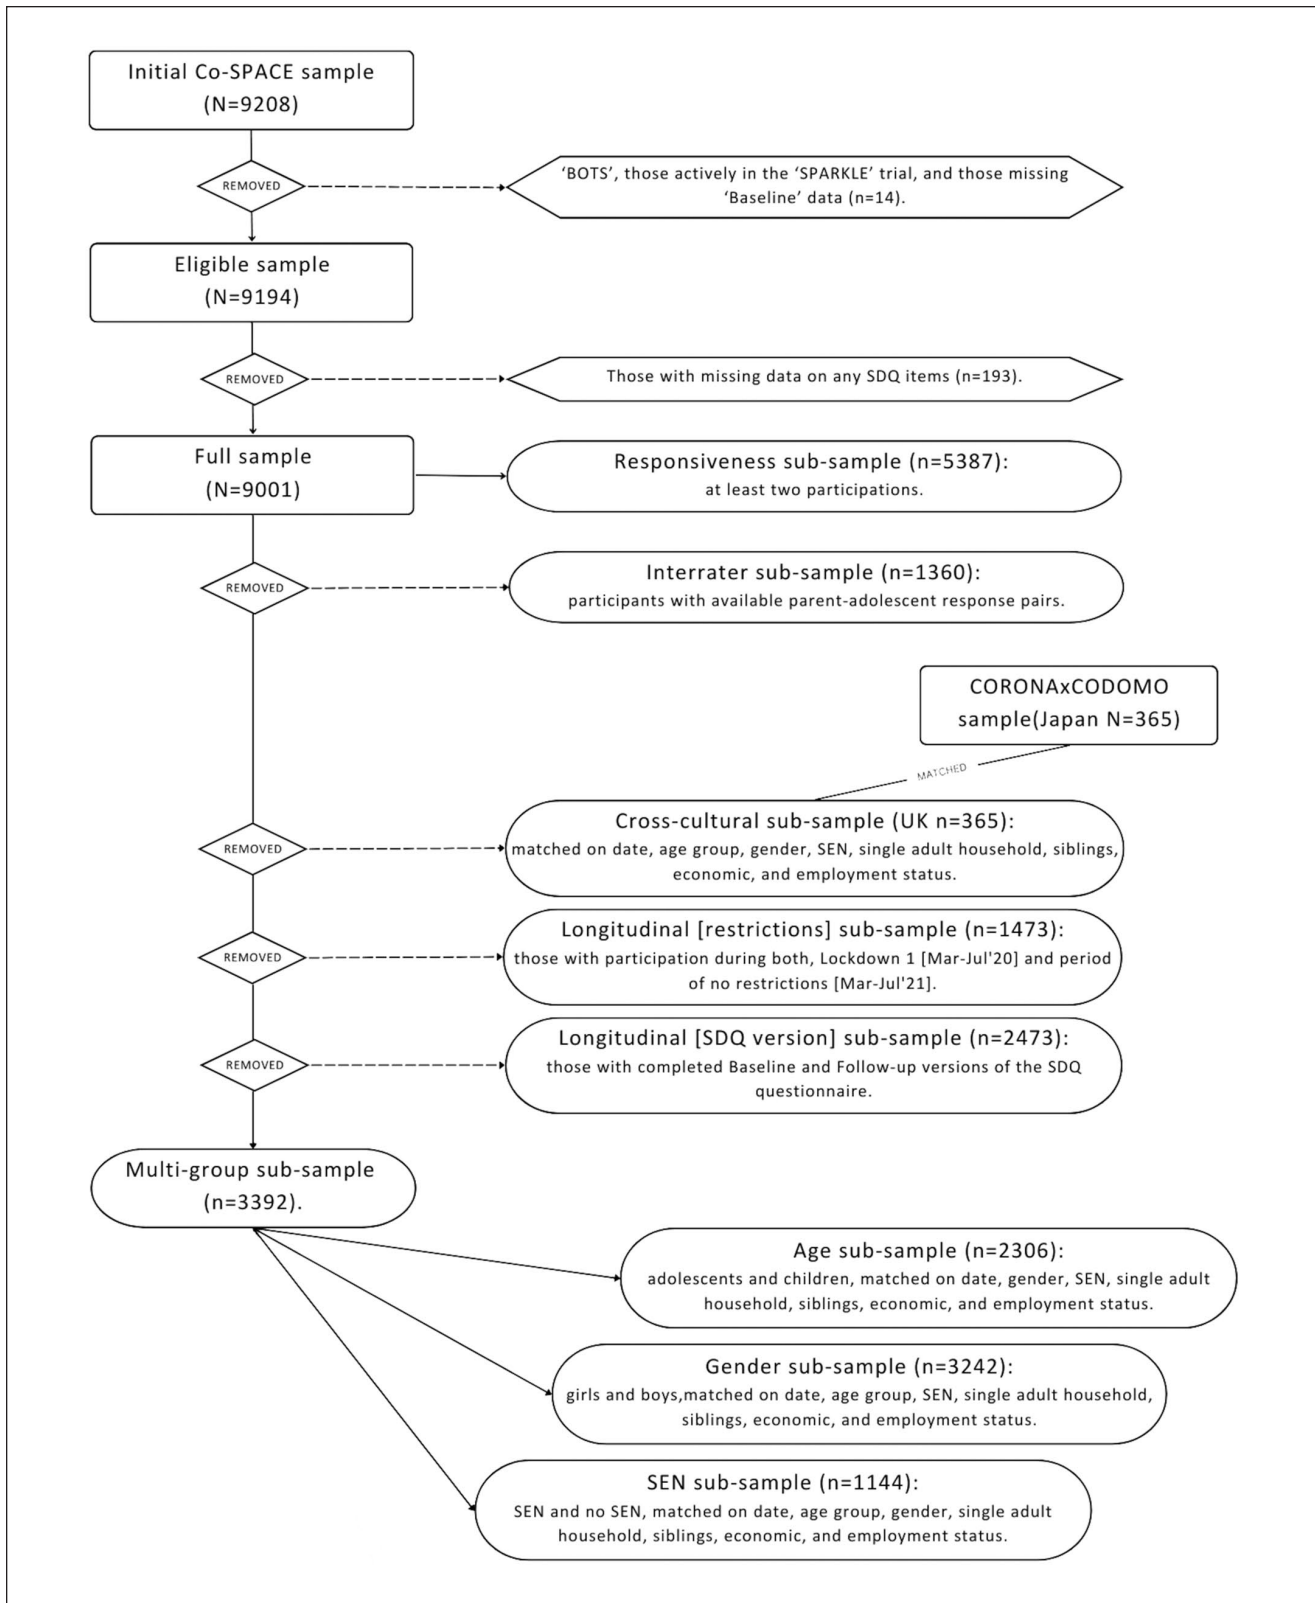 Initial Co-SPACE sample
(N=9208)
REMOVED
‘BOTS’, those actively in the ‘SPARKLE’ trial, and those missing
‘Baseline’ data (n=14).
Eligible sample
(N=9194)
REMOVED
Those with missing data on any SDQ items (n=193).
Full sample
(N=9001)
Responsiveness sub-sample (n=5387):
at least two participations.
REMOVED
Interrater sub-sample (n=1360):
participants with available parent-adolescent response pairs.
CORONAxCODOMO
sample(Japan N=365)
MATCHED
REMOVED
Cross-cultural sub-sample (UK n=365):
matched on date, age group, gender, SEN, single adult household, siblings,
economic, and employment status.
REMOVED
Longitudinal [restrictions] sub-sample (n=1473):
those with participation during both, Lockdown 1 [Mar-Jul'20] and period
of no restrictions [Mar-Jul'21].
REMOVED
Longitudinal [SDQ version] sub-sample (n=2473):
those with completed Baseline and Follow-up versions of the SDQ
questionnaire.
Multi-group sub-sample
(n=3392).
Age sub-sample (n=2306):
adolescents and children, matched on date, gender, SEN, single adult
household, siblings, economic, and employment status.
Gender sub-sample (n=3242):
girls and boys,matched on date, age group, SEN, single adult household,
siblings, economic, and employment status.
SEN sub-sample (n=1144):
SEN and no SEN, matched on date, age group, gender, single adult
household, siblings, economic, and employment status.